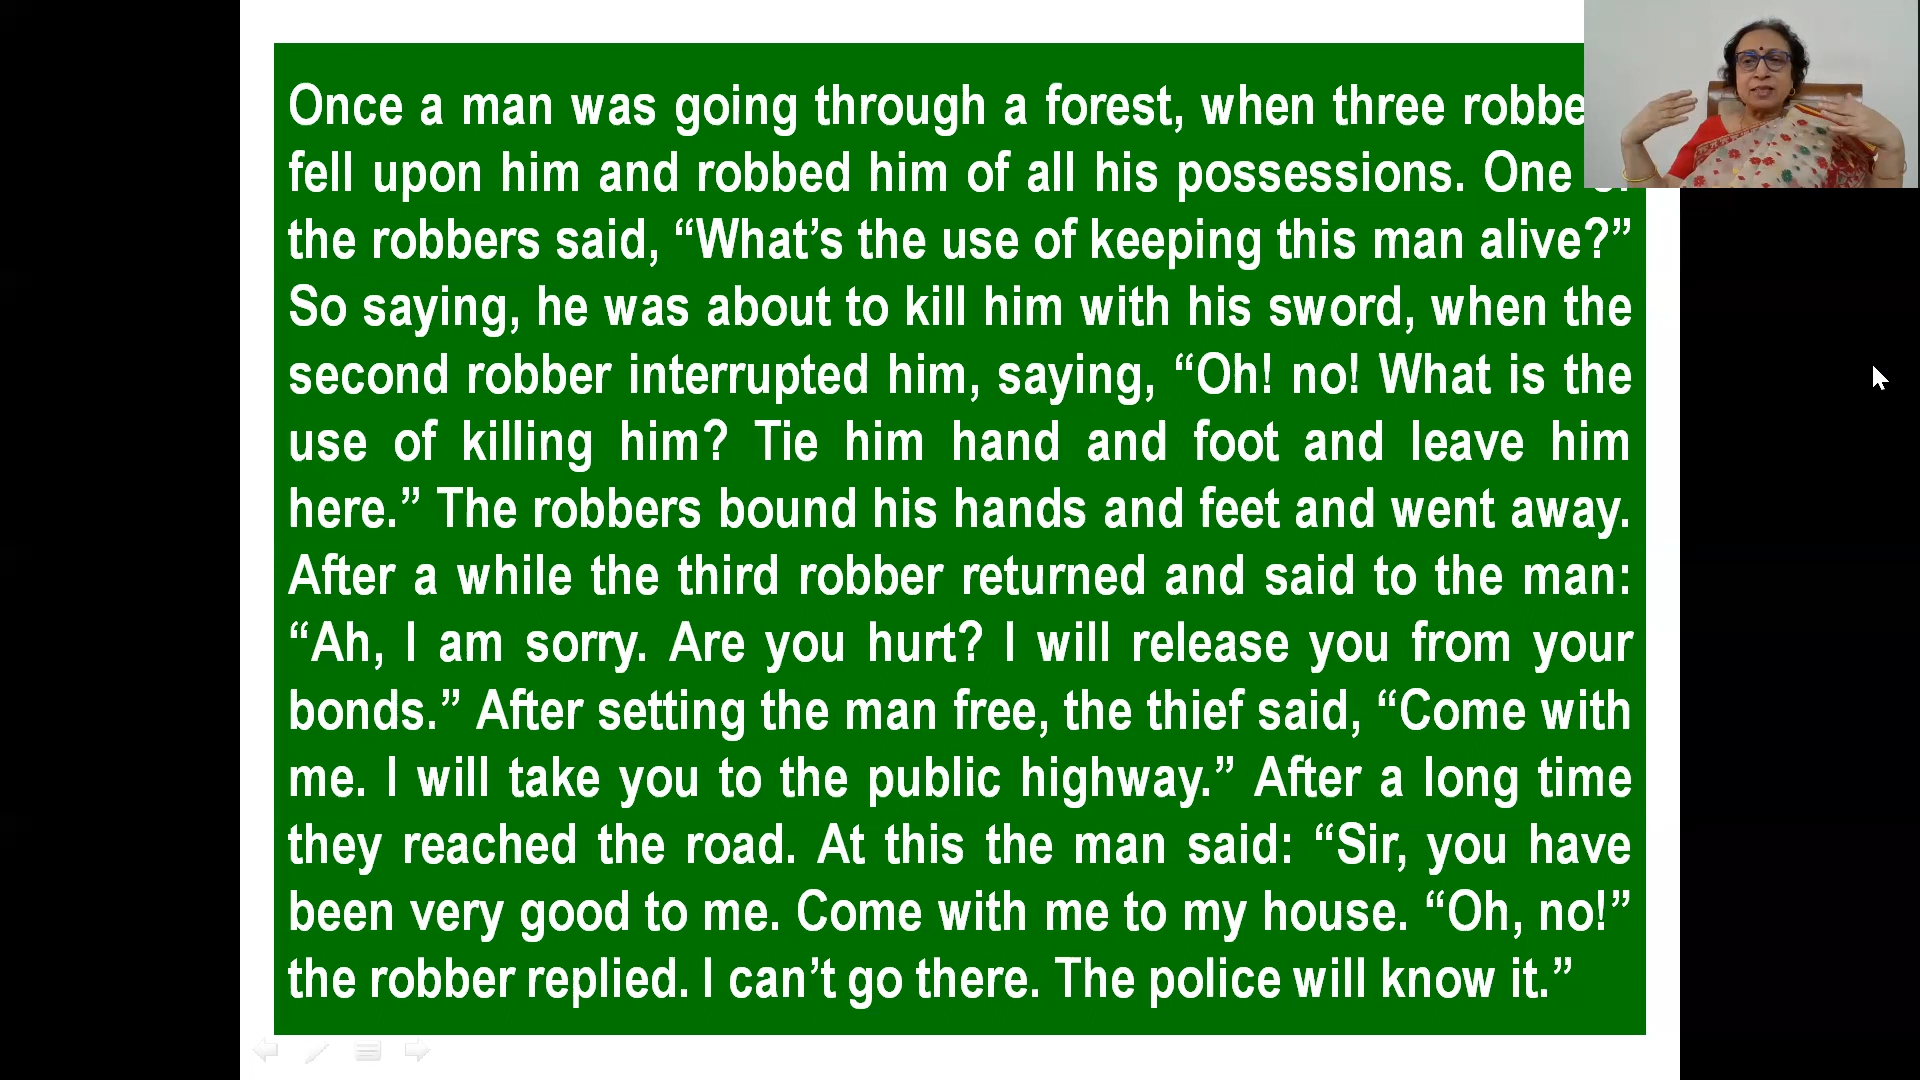 Once a man was going through a forest, when three
fell upon him and robbed him of all his possessions. One
the robbers said, “What’s the use of keeping this man alive?”
So saying, he was about to kill him with his sword, when the
second robber interrupted him, saying, “Oh! no! What is the
use of killing him? Tie him hand and foot and leave him
here.” The robbers bound his hands and feet and went away.
After a while the third robber returned and said to the man:
“Ah, I am sorry. Are you hurt? I will release you from your
bonds.” After setting the man free, the thief said, “Come with
me. I will take you to the public highway.” After a long time
they reached the road. At this the man said: “Sir, you have
been very good to me. Come with me to my house. “Oh, no!”
the robber replied. I can’t go there. The police will know it.”